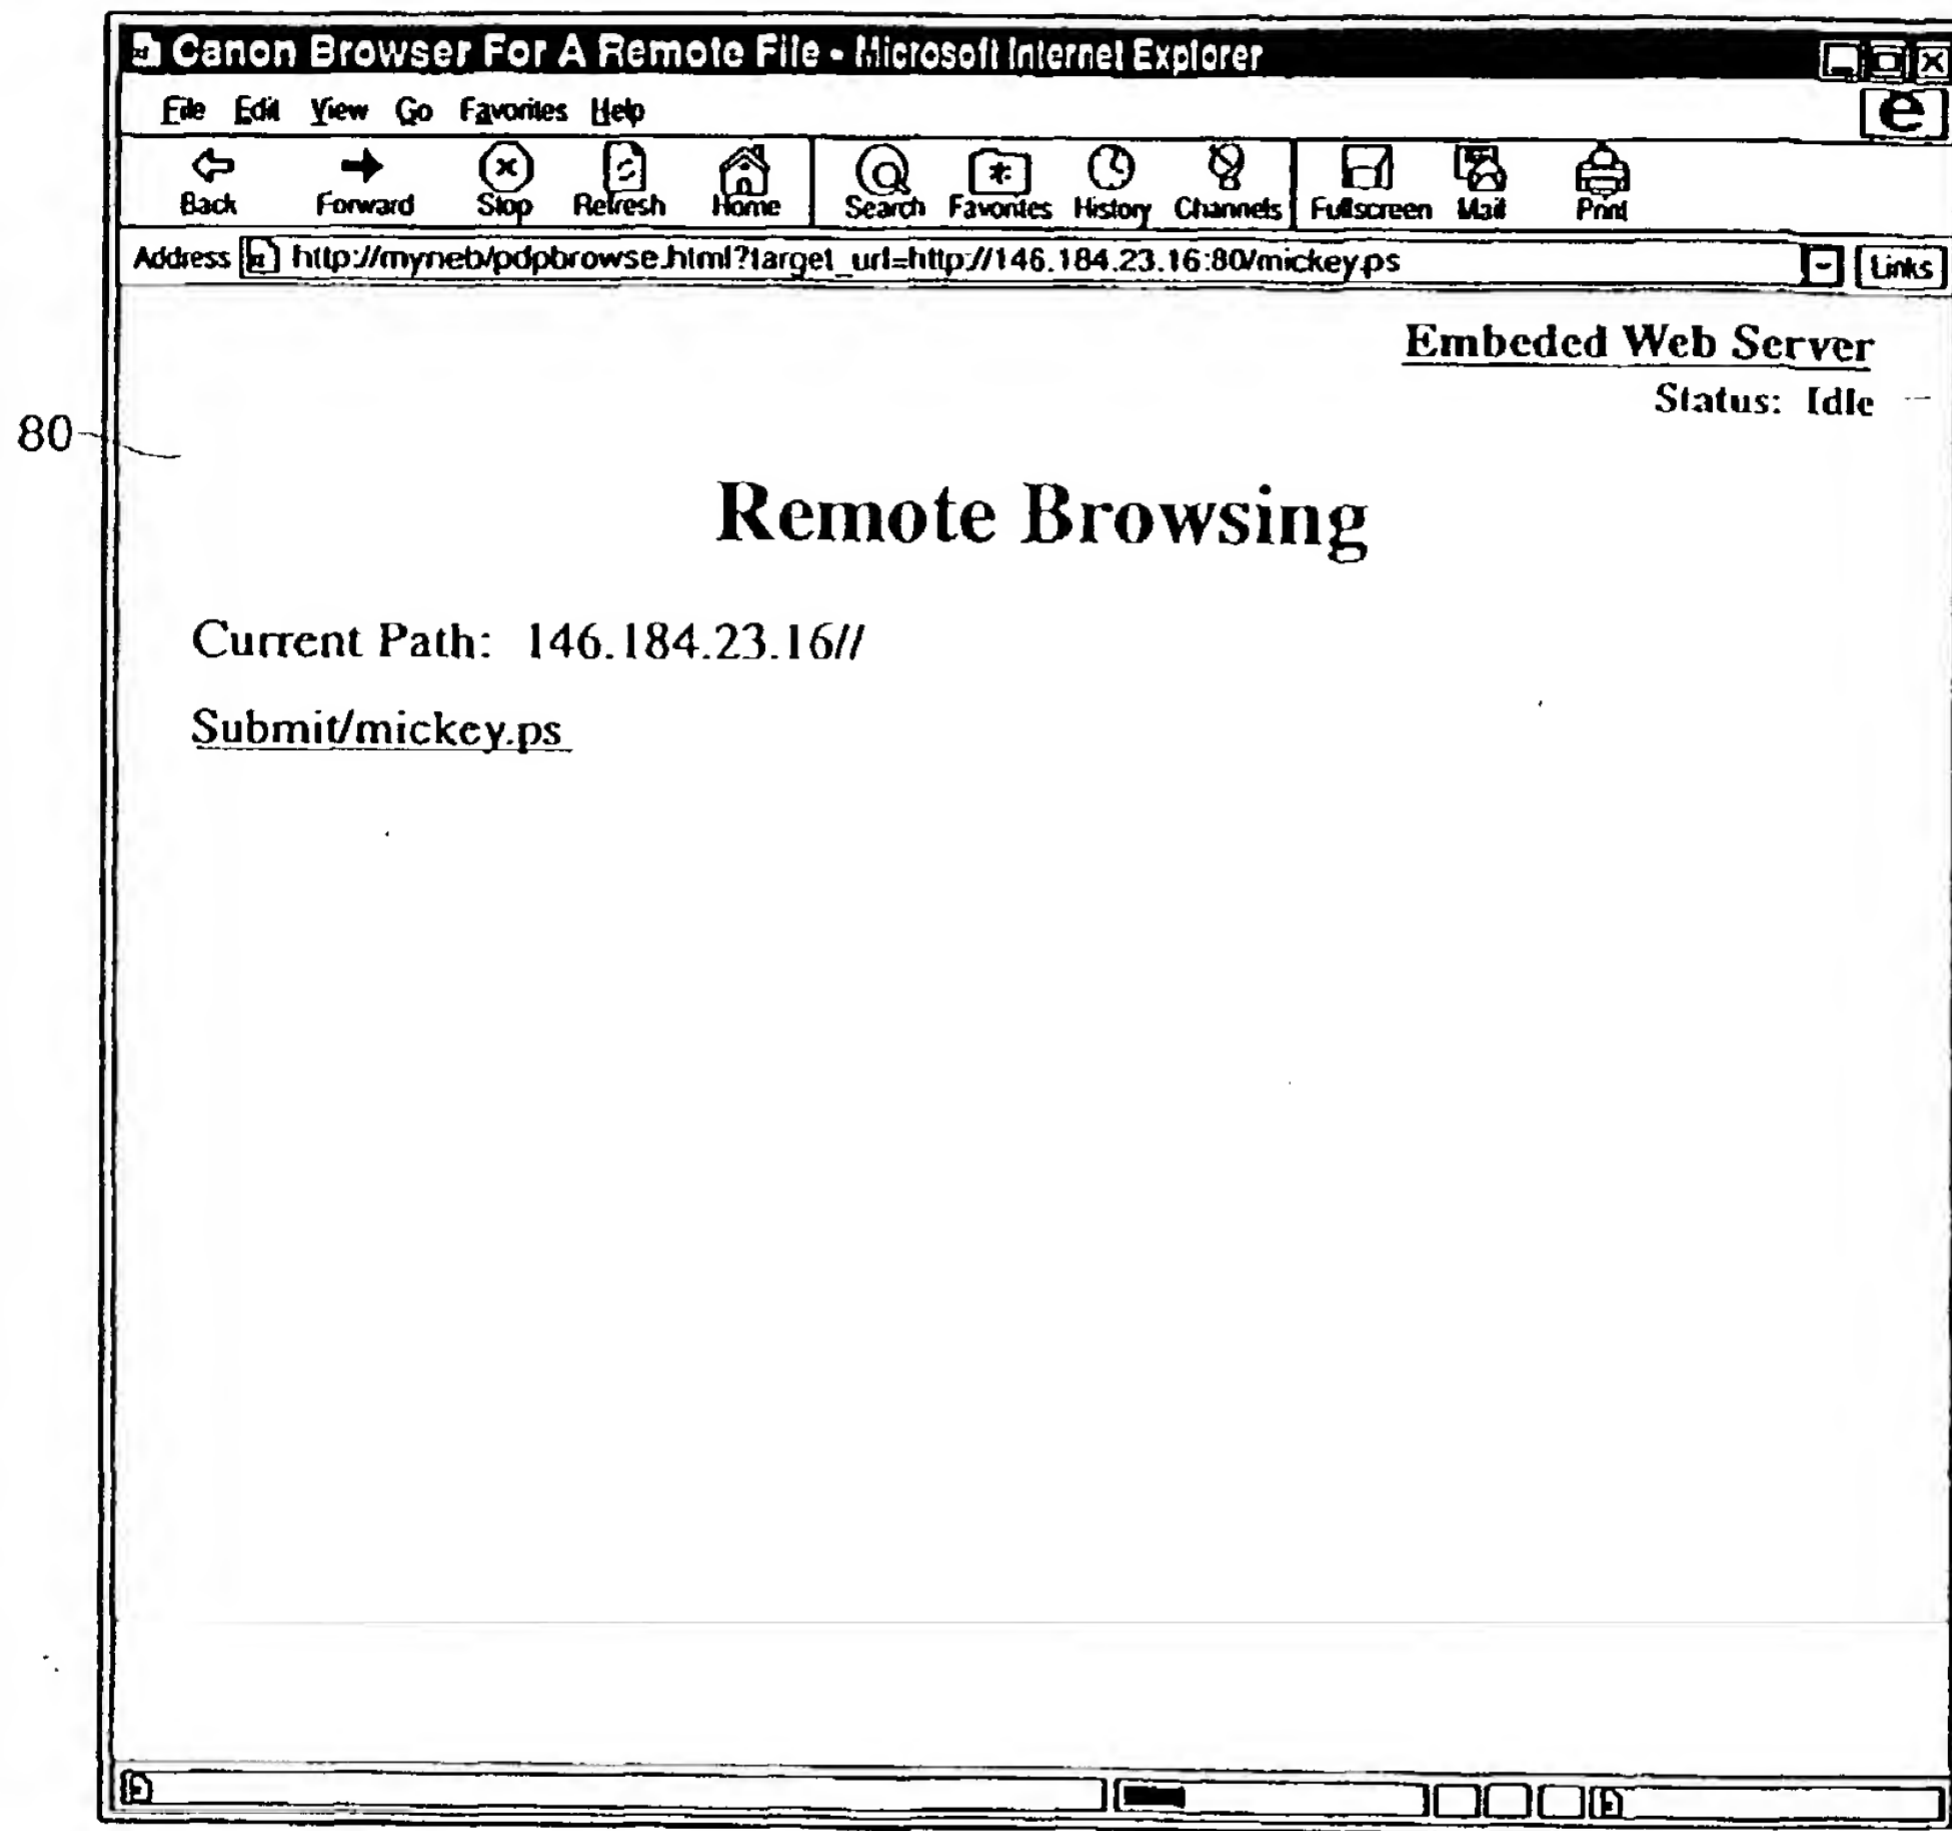 Canon Browser For A Remote File - Microsoft Internet Explorer
File Edit View Go Favorites Help
e
Back Forward Stop Refresh Home Search Favorites History Channels Fullscreen Mail Print
Address http://myneb/pdpbrowse.html?target_url=http://146.184.23.16:80/mickey.ps Links
Embeded Web Server
Status: Idle
80
Remote Browsing
Current Path: 146.184.23.16//
Submit/mickey.ps